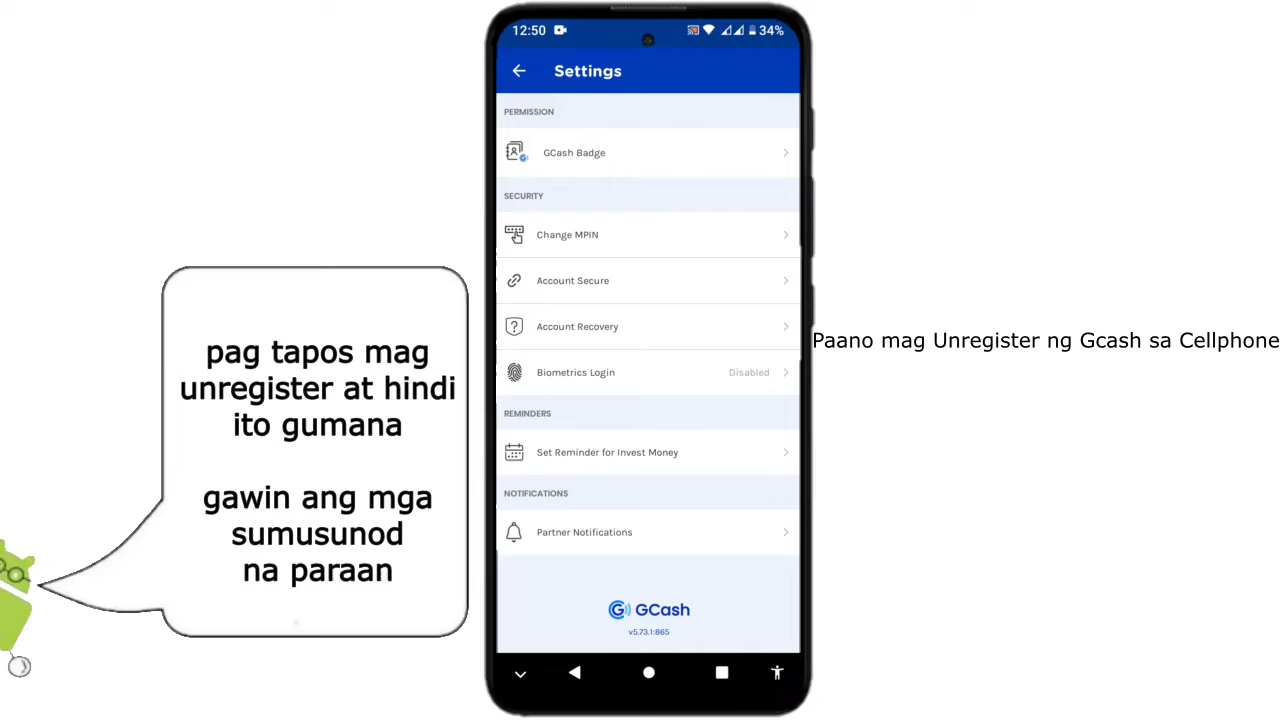 12:50
34%
Settings
PERMISSION
GCash Badge
SECURITY
Change MPIN
Account Secure
Account Recovery
Biometrics Login Disabled
REMINDERS
Set Reminder for Invest Money
NOTIFICATIONS
Partner Notifications
GCash
v5.73.1:865
pag tapos mag
unregister at hindi
ito gumana
gawin ang mga
sumusunod
na paraan
Paano mag Unregister ng Gcash sa Cellphone